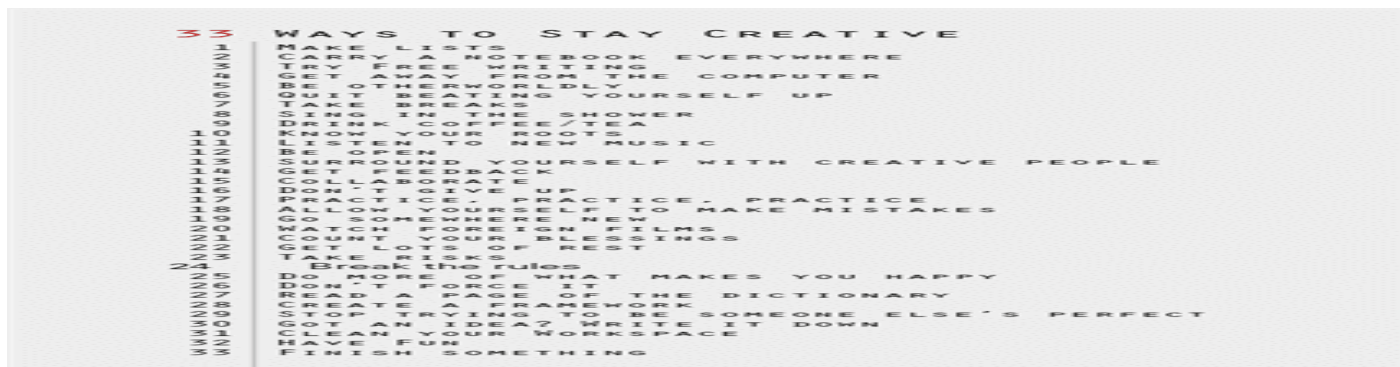 33 Ways to Stay Creative
1 Make lists
2 Carry a notebook everywhere
3 Try free writing
4 Get away from the computer
5 Be otherworldly
6 Quit beating yourself up
7 Take breaks
8 Sing in the shower
9 Drink coffee/tea
10 Know your roots
11 Listen to new music
12 Be open
13 Surround yourself with creative people
14 Get feedback
15 Collaborate
16 Don't give up
17 Practice, practice, practice
18 Allow yourself to make mistakes
19 Go somewhere new
20 Watch foreign films
21 Count your blessings
22 Get lots of rest
23 Take risks
24 Break the rules
25 Do more of what makes you happy
26 Don't force it
27 Read a page of the dictionary
28 Create a framework
29 Stop trying to be someone else's perfect
30 Got an idea? Write it down
31 Clean your workspace
32 Have Fun
33 Finish something